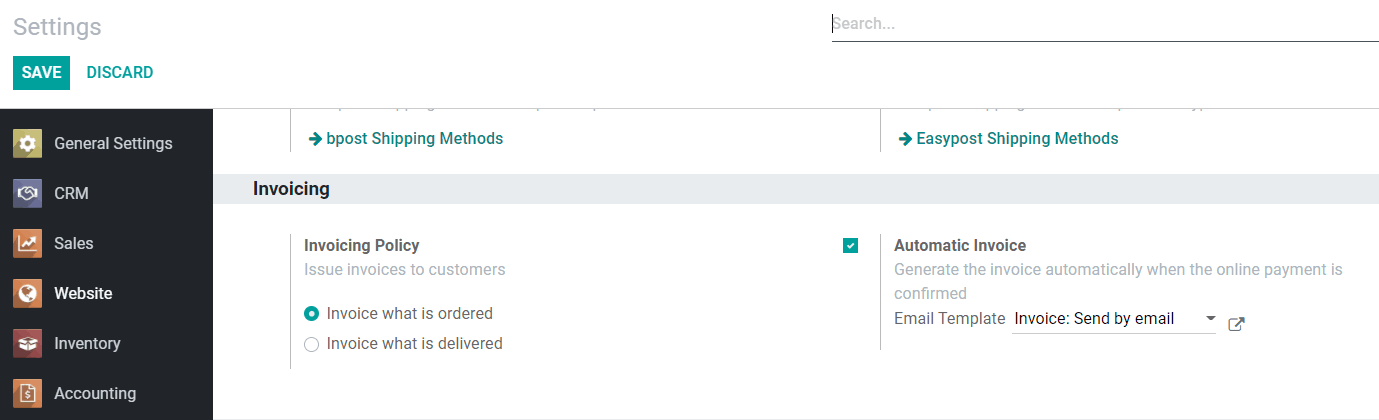 Settings
Search...
SAVE DISCARD
General Settings
CRM
Sales
Website
Inventory
Accounting
bpost Shipping Methods
Easypost Shipping Methods
Invoicing
Invoicing Policy
Issue invoices to customers
Invoice what is ordered
Invoice what is delivered
Automatic Invoice
Generate the invoice automatically when the online payment is
confirmed
Email Template Invoice: Send by email